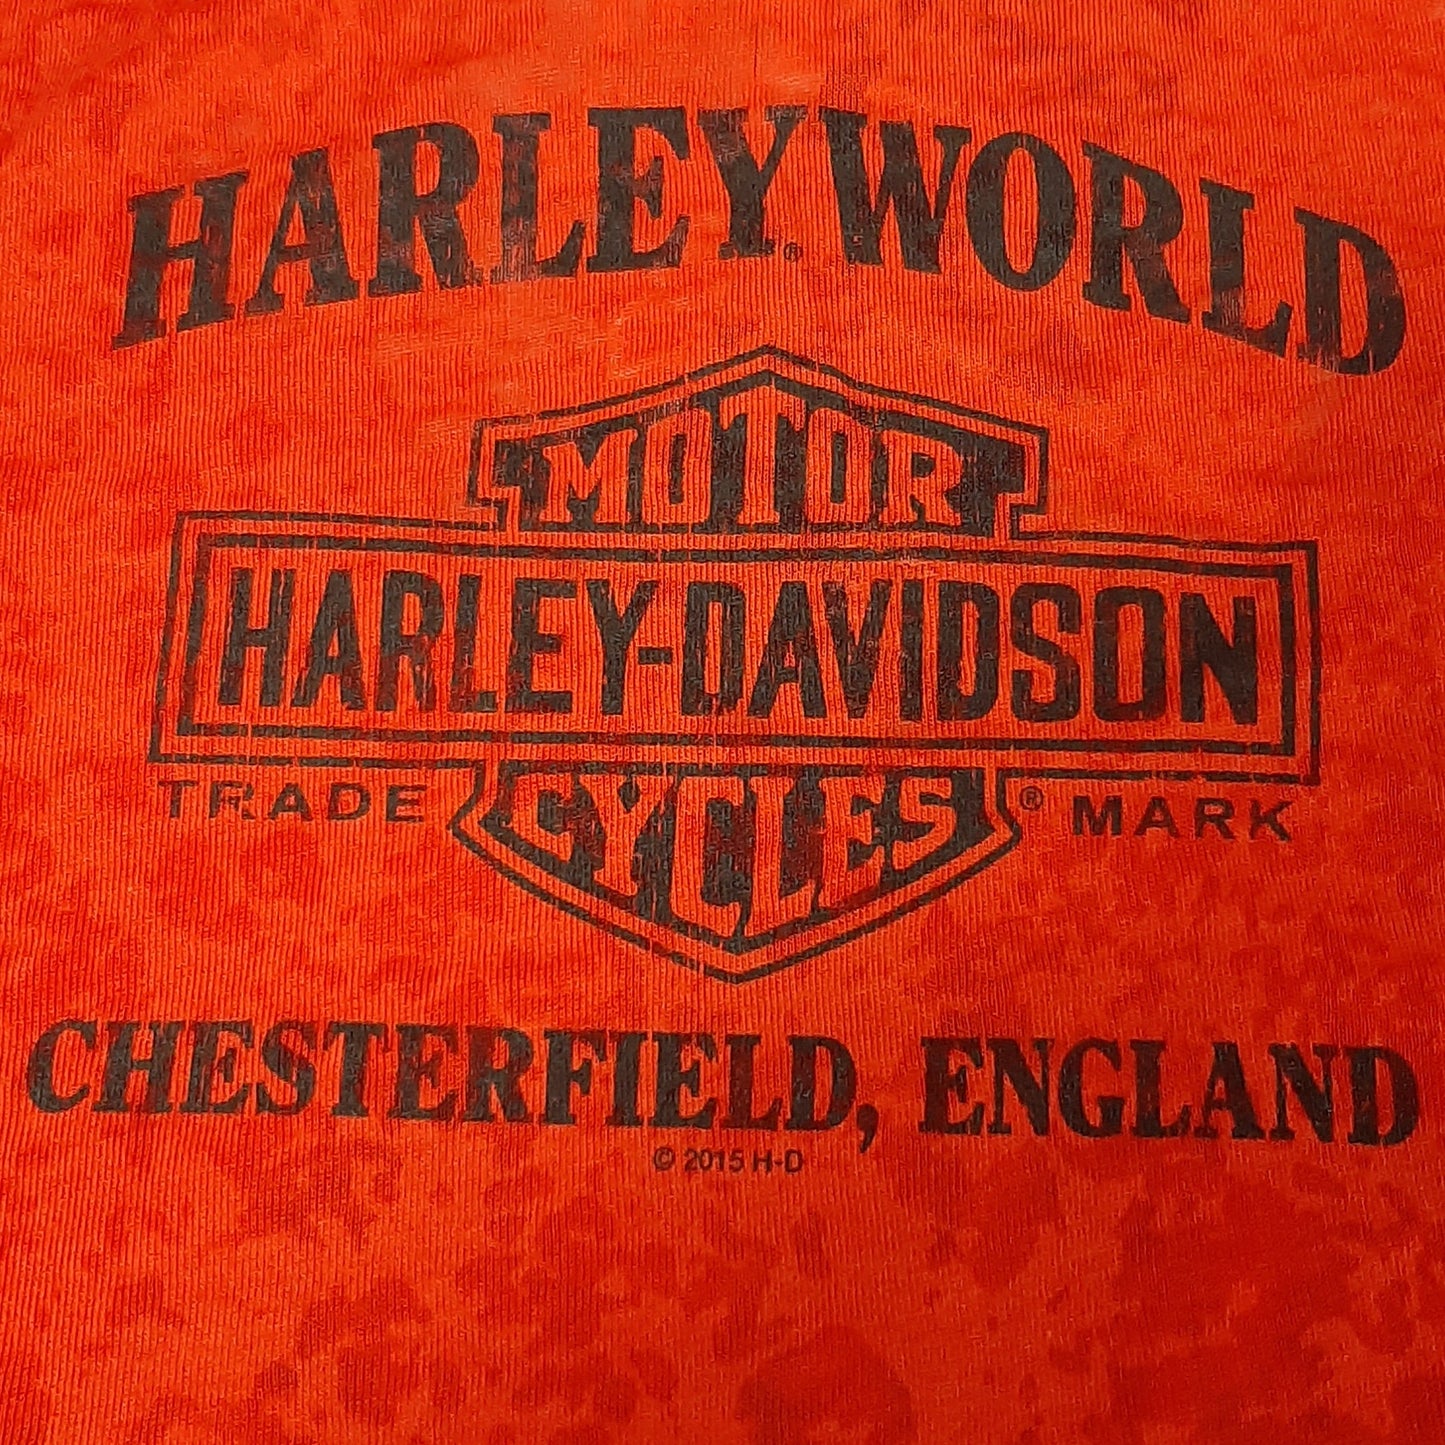 HARLEY® WORLD
MOTOR
HARLEY-DAVIDSON
CYCLES
TRADE ® MARK
CHESTERFIELD, ENGLAND
© 2015 H-D